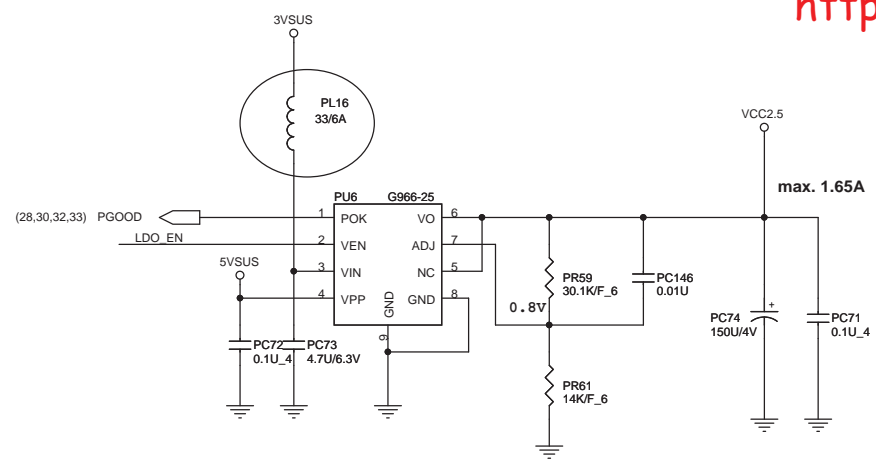 http
3VSUS
PL16
33/6A
VCC2.5
max. 1.65A
PU6 G966-25
(28,30,32,33) PGOOD
1 POK VO 6
LDO_EN
2 VEN ADJ 7
5VSUS
3 VIN NC 5
4 VPP GND 8
GND
9
PR59
30.1K/F_6
PC146
0.01U
0.8V
PC72
0.1U_4
PC73
4.7U/6.3V
PC74
150U/4V
+
PC71
0.1U_4
PR61
14K/F_6